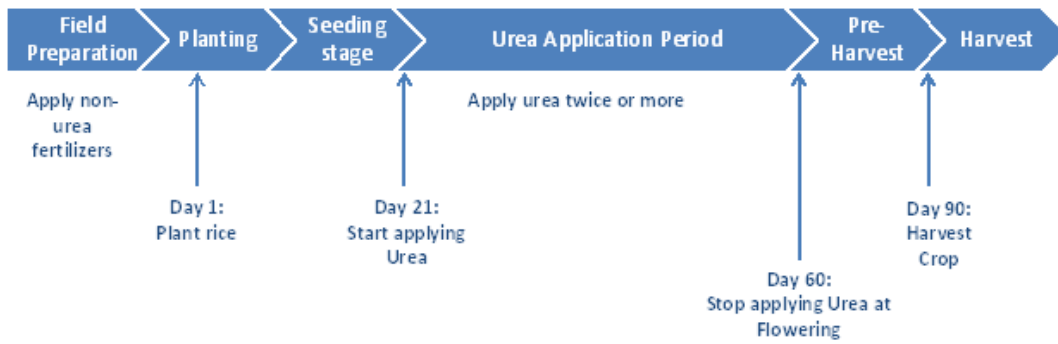 Field
Preparation
Planting
Seeding
stage
Urea Application Period
Pre-
Harvest
Harvest
Apply non-
urea
fertilizers
Apply urea twice or more
Day 1:
Plant rice
Day 21:
Start applying
Urea
Day 60:
Stop applying Urea at
Flowering
Day 90:
Harvest
Crop